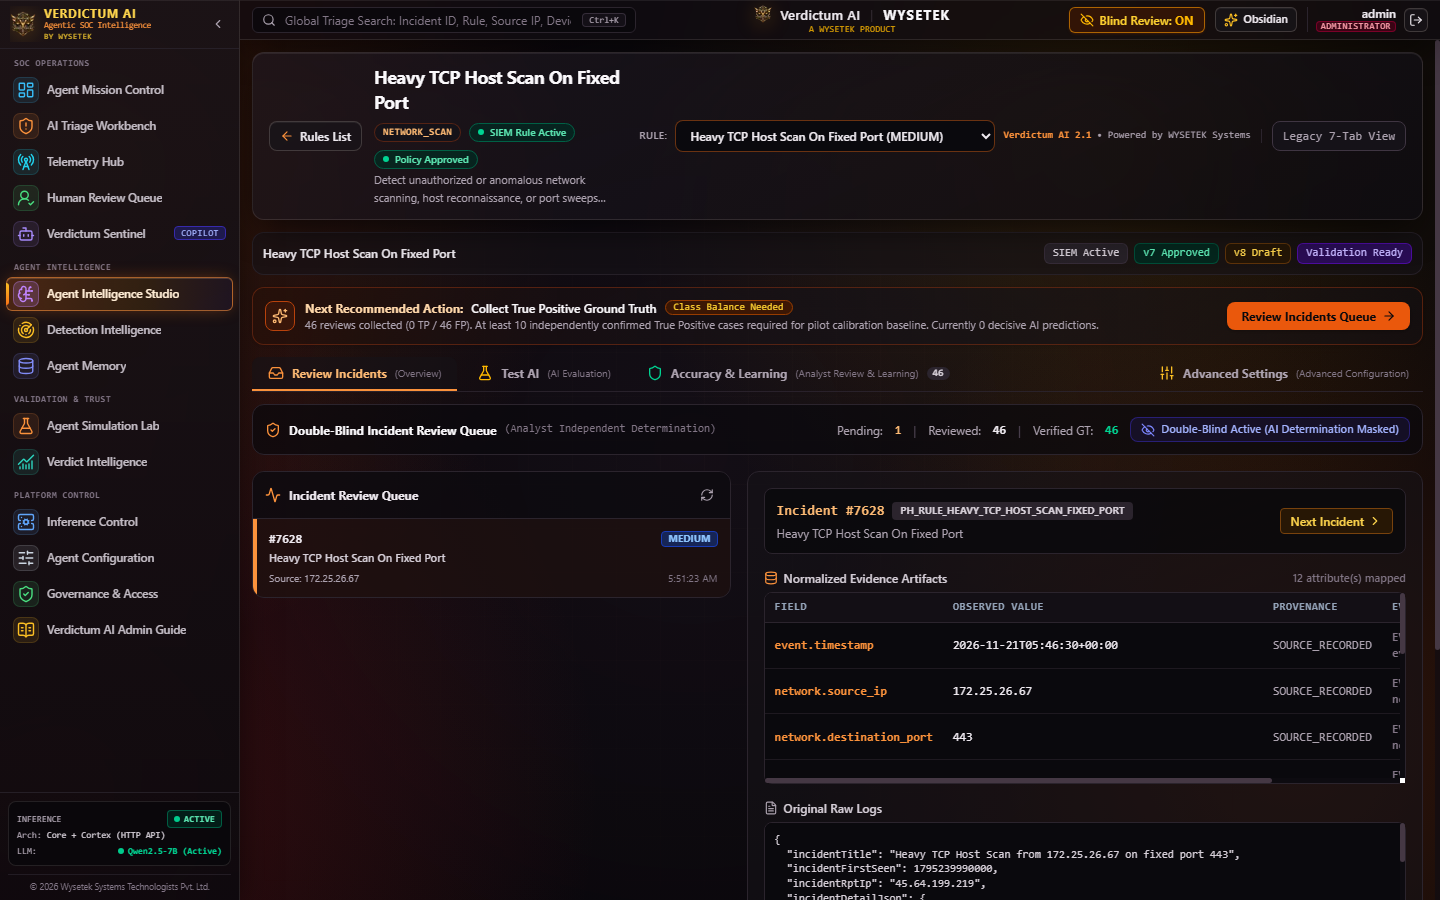 VERDICTUM AI
Agentic SOC Intelligence
BY WYSETEK
Global Triage Search: Incident ID, Rule, Source IP, Devi
Ctrl+K
Verdictum AI | WYSETEK
A WYSETEK PRODUCT
Blind Review: ON
Obsidian
admin
ADMINISTRATOR
SOC OPERATIONS
Agent Mission Control
AI Triage Workbench
Telemetry Hub
Human Review Queue
Verdictum Sentinel
COPILOT
AGENT INTELLIGENCE
Agent Intelligence Studio
Detection Intelligence
Agent Memory
VALIDATION & TRUST
Agent Simulation Lab
Verdict Intelligence
PLATFORM CONTROL
Inference Control
Agent Configuration
Governance & Access
Verdictum AI Admin Guide
INFERENCE
ACTIVE
Arch: Core + Cortex (HTTP API)
LLM: Qwen2.5-7B (Active)
© 2026 Wysetek Systems Technologists Pvt. Ltd.
Rules List
Heavy TCP Host Scan On Fixed
Port
NETWORK_SCAN
SIEM Rule Active
Policy Approved
Detect unauthorized or anomalous network
scanning, host reconnaissance, or port sweeps...
RULE:
Heavy TCP Host Scan On Fixed Port (MEDIUM)
Verdictum AI 2.1 • Powered by WYSETEK Systems
Legacy 7-Tab View
Heavy TCP Host Scan On Fixed Port
SIEM Active
v7 Approved
v8 Draft
Validation Ready
Next Recommended Action: Collect True Positive Ground Truth
Class Balance Needed
46 reviews collected (0 TP / 46 FP). At least 10 independently confirmed True Positive cases required for pilot calibration baseline. Currently 0 decisive AI predictions.
Review Incidents Queue
Review Incidents (Overview)
Test AI (AI Evaluation)
Accuracy & Learning (Analyst Review & Learning) 46
Advanced Settings (Advanced Configuration)
Double-Blind Incident Review Queue (Analyst Independent Determination)
Pending: 1 | Reviewed: 46 | Verified GT: 46
Double-Blind Active (AI Determination Masked)
Incident Review Queue
#7628
MEDIUM
Heavy TCP Host Scan On Fixed Port
Source: 172.25.26.67
5:51:23 AM
Incident #7628
PH_RULE_HEAVY_TCP_HOST_SCAN_FIXED_PORT
Heavy TCP Host Scan On Fixed Port
Next Incident
Normalized Evidence Artifacts
12 attribute(s) mapped
FIELD OBSERVED VALUE PROVENANCE
event.timestamp 2026-11-21T05:46:30+00:00 SOURCE_RECORDED
network.source_ip 172.25.26.67 SOURCE_RECORDED
network.destination_port 443 SOURCE_RECORDED
Original Raw Logs
{
"incidentTitle": "Heavy TCP Host Scan from 172.25.26.67 on fixed port 443",
"incidentFirstSeen": 1795239990000,
"incidentRptIp": "45.64.199.219",
"incidentDetailJson": {